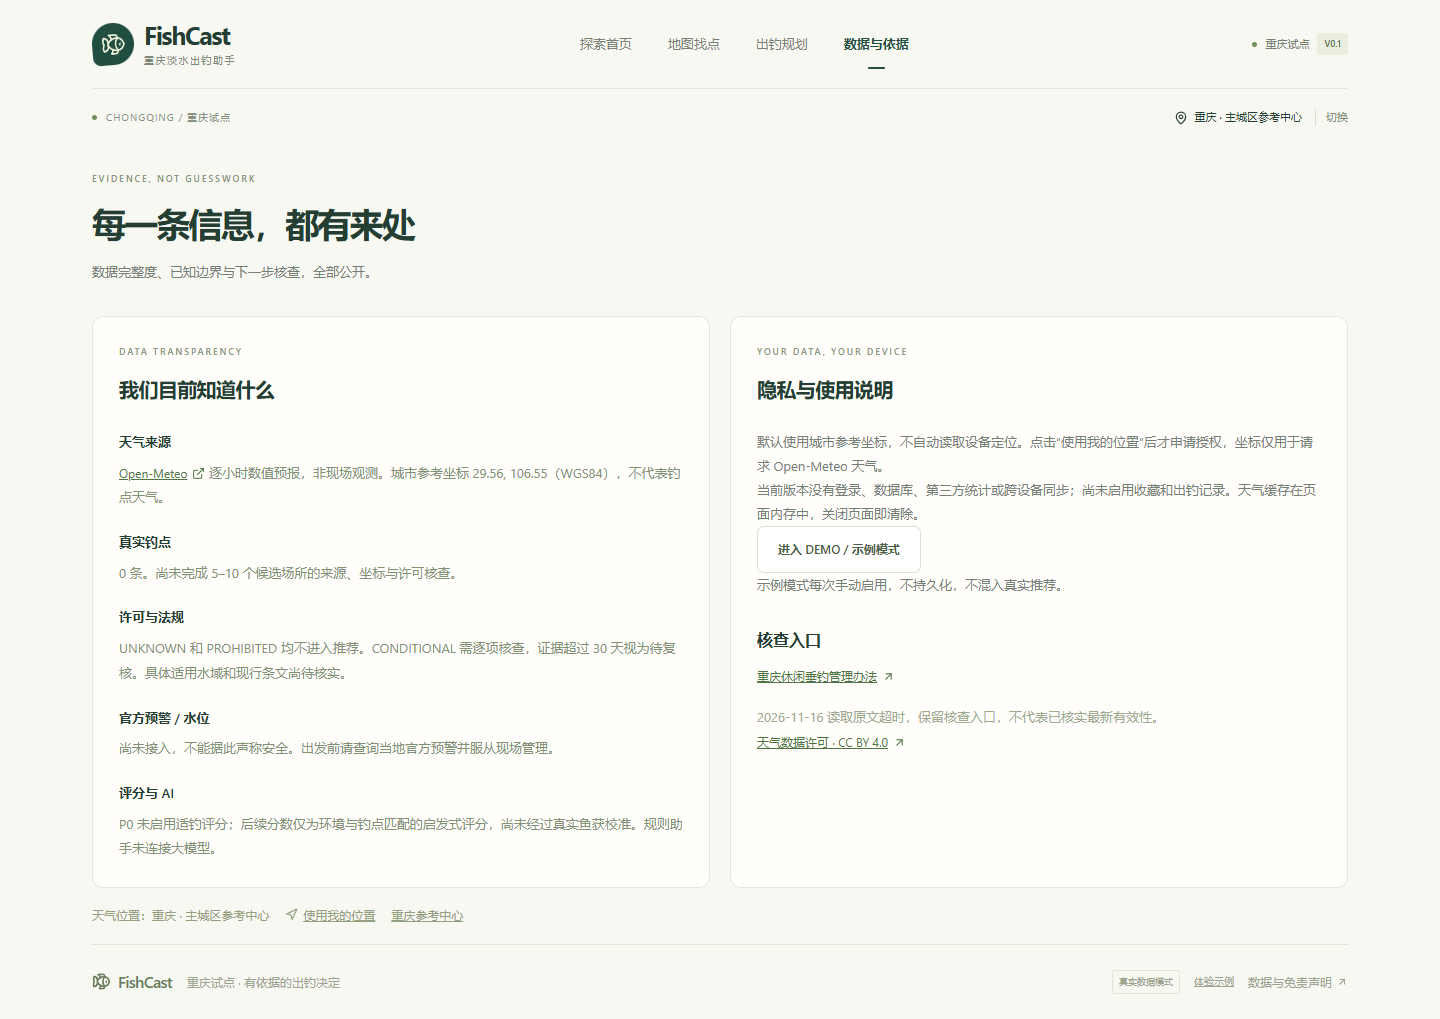 FishCast
重庆淡水出钓助手
探索首页
地图找点
出钓规划
数据与依据
重庆试点
V0.1
CHONGQING / 重庆试点
重庆 · 主城区参考中心
切换
EVIDENCE, NOT GUESSWORK
每一条信息，都有来处
数据完整度、已知边界与下一步核查，全部公开。
DATA TRANSPARENCY
我们目前知道什么
天气来源
Open-Meteo 逐小时数值预报，非现场观测。城市参考坐标 29.56, 106.55（WGS84），不代表钓
点天气。
真实钓点
0 条。尚未完成 5–10 个候选场所的来源、坐标与许可核查。
许可与法规
UNKNOWN 和 PROHIBITED 均不进入推荐。CONDITIONAL 需逐项核查，证据超过 30 天视为待复
核。具体适用水域和现行条文尚待核实。
官方预警 / 水位
尚未接入，不能据此声称安全。出发前请查询当地官方预警并服从现场管理。
评分与 AI
P0 未启用适钓评分；后续分数仅为环境与钓点匹配的启发式评分，尚未经过真实鱼获校准。规则助
手未连接大模型。
YOUR DATA, YOUR DEVICE
隐私与使用说明
默认使用城市参考坐标，不自动读取设备定位。点击“使用我的位置”后才申请授权，坐标仅用于请
求 Open-Meteo 天气。
当前版本没有登录、数据库、第三方统计或跨设备同步；尚未启用收藏和出钓记录。天气缓存在页
面内存中，关闭页面即清除。
进入 DEMO / 示例模式
示例模式每次手动启用，不持久化，不混入真实推荐。
核查入口
重庆休闲垂钓管理办法
2026-11-16 读取原文超时，保留核查入口，不代表已核实最新有效性。
天气数据许可 · CC BY 4.0
天气位置：重庆 · 主城区参考中心
使用我的位置
重庆参考中心
FishCast
重庆试点 · 有依据的出钓决定
真实数据模式
体验示例
数据与免责声明